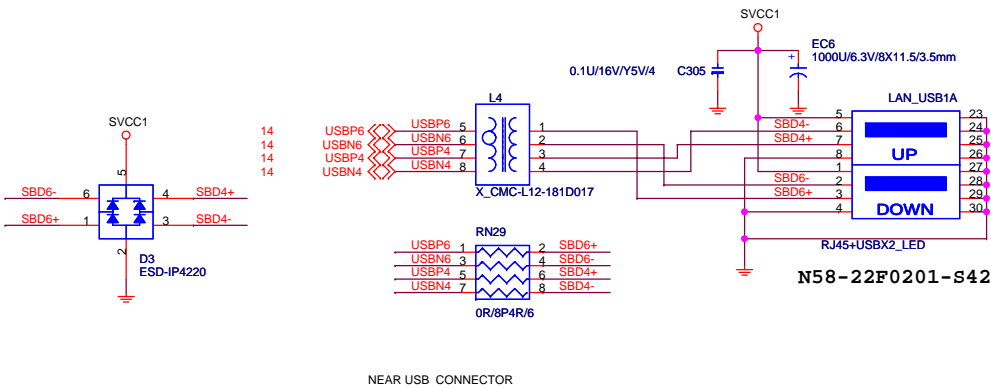 SVCC1
SVCC1
5
SBD6- 6 4 SBD4+
SBD6+ 1 3 SBD4-
2
D3
ESD-IP4220
14 USBP6
14 USBN6
14 USBP4
14 USBN4
L4
USBP6 5 1
USBN6 6 2
USBP4 7 3
USBN4 8 4
X_CMC-L12-181D017
RN29
USBP6 1 2 SBD6+
USBN6 3 4 SBD6-
USBP4 5 6 SBD4+
USBN4 7 8 SBD4-
0R/8P4R/6
0.1U/16V/Y5V/4 C305
+
EC6
1000U/6.3V/8X11.5/3.5mm
LAN_USB1A
5 23
SBD4- 6 24
SBD4+ 7 25
8 UP 26
1 27
SBD6- 2 28
SBD6+ 3 29
4 DOWN 30
RJ45+USBX2_LED
N58-22F0201-S42
NEAR USB CONNECTOR